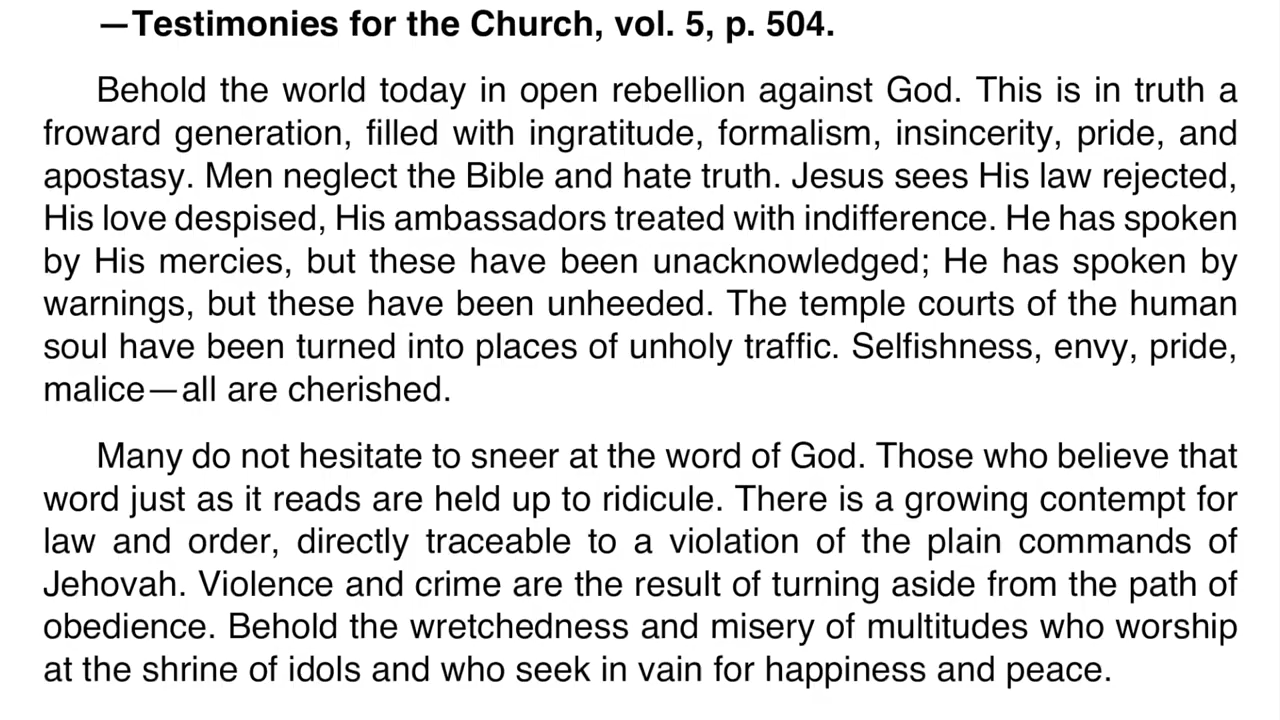 —Testimonies for the Church, vol. 5, p. 504.
Behold the world today in open rebellion against God. This is in truth a
froward generation, filled with ingratitude, formalism, insincerity, pride, and
apostasy. Men neglect the Bible and hate truth. Jesus sees His law rejected,
His love despised, His ambassadors treated with indifference. He has spoken
by His mercies, but these have been unacknowledged; He has spoken by
warnings, but these have been unheeded. The temple courts of the human
soul have been turned into places of unholy traffic. Selfishness, envy, pride,
malice—all are cherished.
Many do not hesitate to sneer at the word of God. Those who believe that
word just as it reads are held up to ridicule. There is a growing contempt for
law and order, directly traceable to a violation of the plain commands of
Jehovah. Violence and crime are the result of turning aside from the path of
obedience. Behold the wretchedness and misery of multitudes who worship
at the shrine of idols and who seek in vain for happiness and peace.